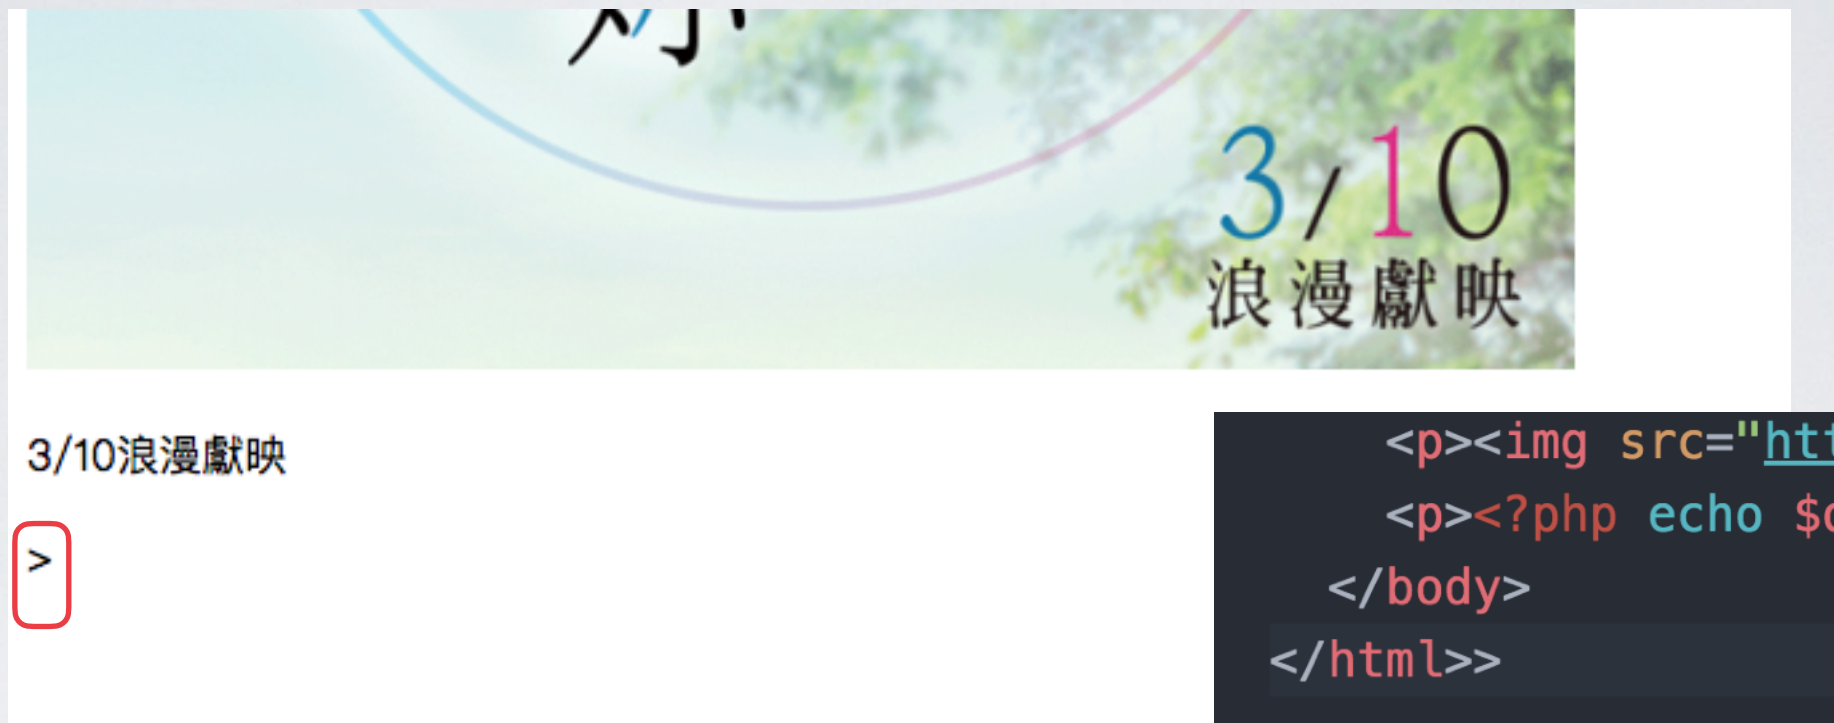 3/10
浪漫獻映
3/10浪漫獻映
>
<p><img src="htt
<p><?php echo $
</body>
</html>>